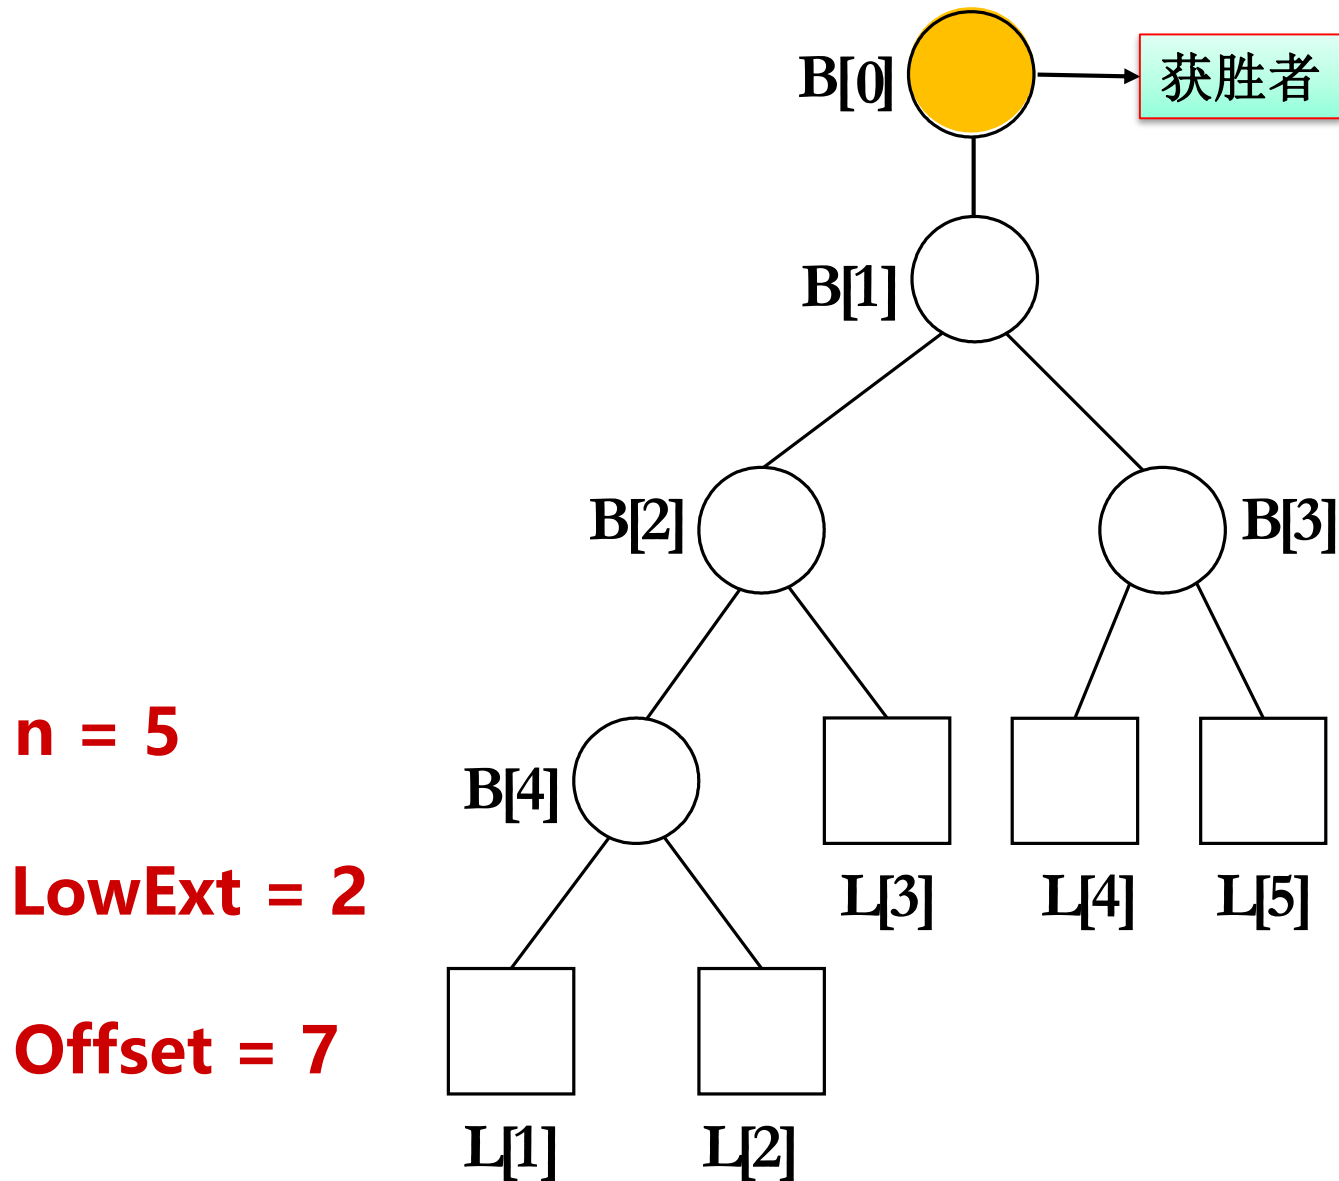 B[0]
获胜者
B[1]
B[2]
B[3]
n = 5
B[4]
LowExt = 2
L[3]
L[4]
L[5]
Offset = 7
L[1]
L[2]